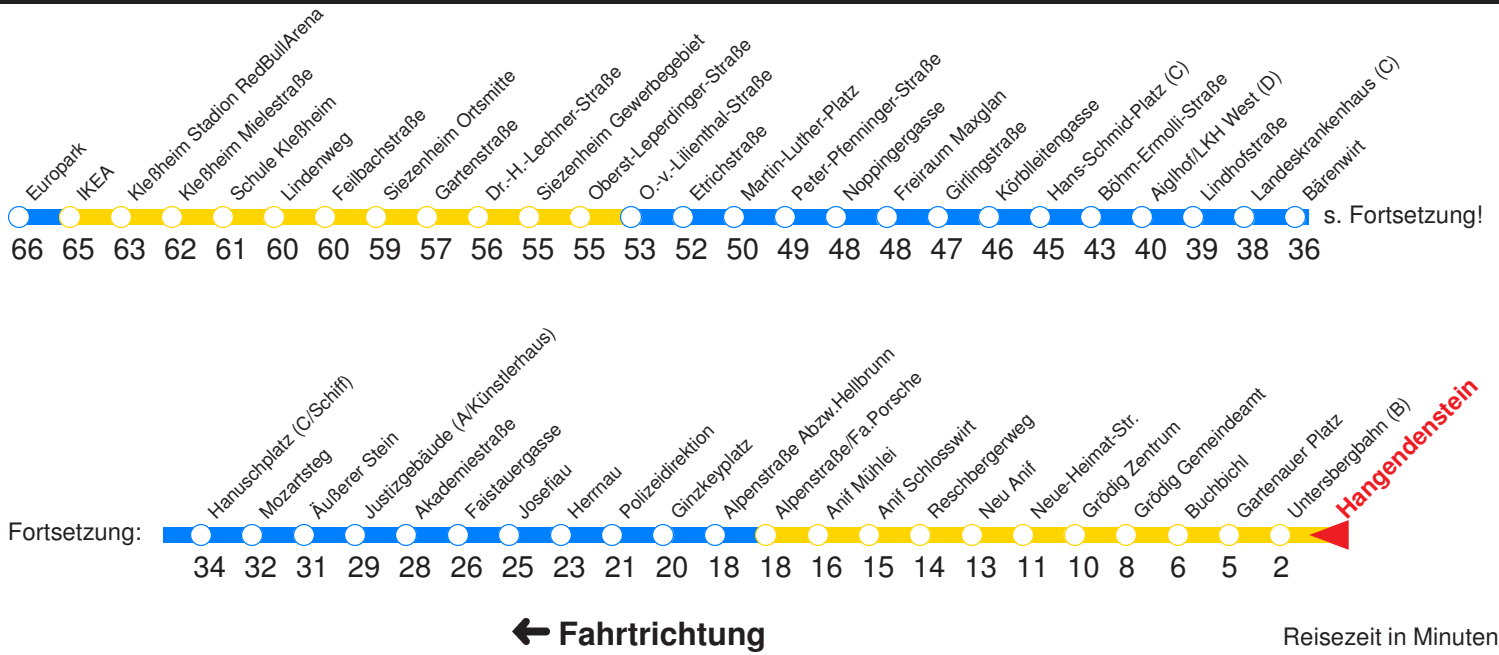 Europark
IKEA
Kleßheim Stadion RedBullArena
Kleßheim Mielestraße
Schule Kleßheim
Lindenweg
Feilbachstraße
Siezenheim Ortsmitte
Gartenstraße
Dr.-H.-Lechner-Straße
Siezenheim Gewerbegebiet
Oberst-Leperdinger-Straße
O.-v.-Lilienthal-Straße
Etrichstraße
Martin-Luther-Platz
Peter-Pfenninger-Straße
Noppingergasse
Freiraum Maxglan
Girlingstraße
Körblleitengasse
Hans-Schmid-Platz (C)
Böhm-Ermolli-Straße
Aiglhof/LKH West (D)
Lindhofstraße
Landeskrankenhaus (C)
Bärenwirt
s. Fortsetzung!
66 65 63 62 61 60 60 59 57 56 55 55 53 52 50 49 48 48 47 46 45 43 40 39 38 36
Fortsetzung:
Hanuschplatz (C/Schiff)
Mozartsteg
Äußerer Stein
Justizgebäude (A/Künstlerhaus)
Akademiestraße
Faistauergasse
Josefiau
Herrnau
Polizeidirektion
Ginzkeyplatz
Alpenstraße Abzw.Hellbrunn
Alpenstraße/Fa.Porsche
Anif Mühlei
Anif Schlosswirt
Reschbergerweg
Neu Anif
Neue-Heimat-Str.
Grödig Zentrum
Grödig Gemeindeamt
Buchbichl
Gartenauer Platz
Untersbergbahn (B)
Hangendenstein
34 32 31 29 28 26 25 23 21 20 18 18 16 15 14 13 11 10 8 6 5 2
Fahrtrichtung
Reisezeit in Minuten